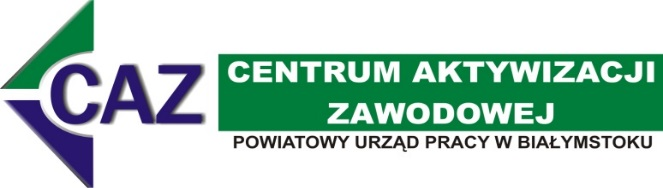 CAZ
CENTRUM AKTYWIZACJI
ZAWODOWEJ
POWIATOWY URZĄD PRACY W BIAŁYMSTOKU